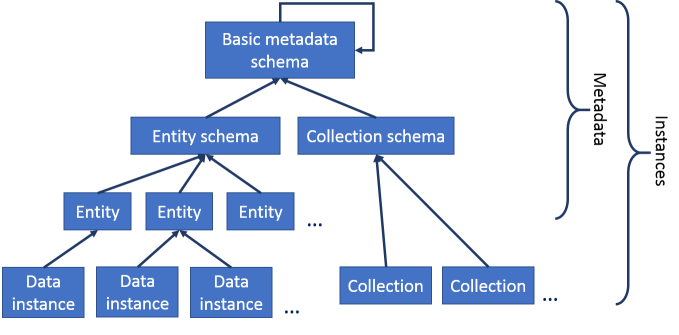 Basic metadata
schema
Entity schema
Collection schema
Entity
Entity
Entity
...
Data
instance
Data
instance
Data
instance
...
Collection
Collection
...
Metadata
Instances